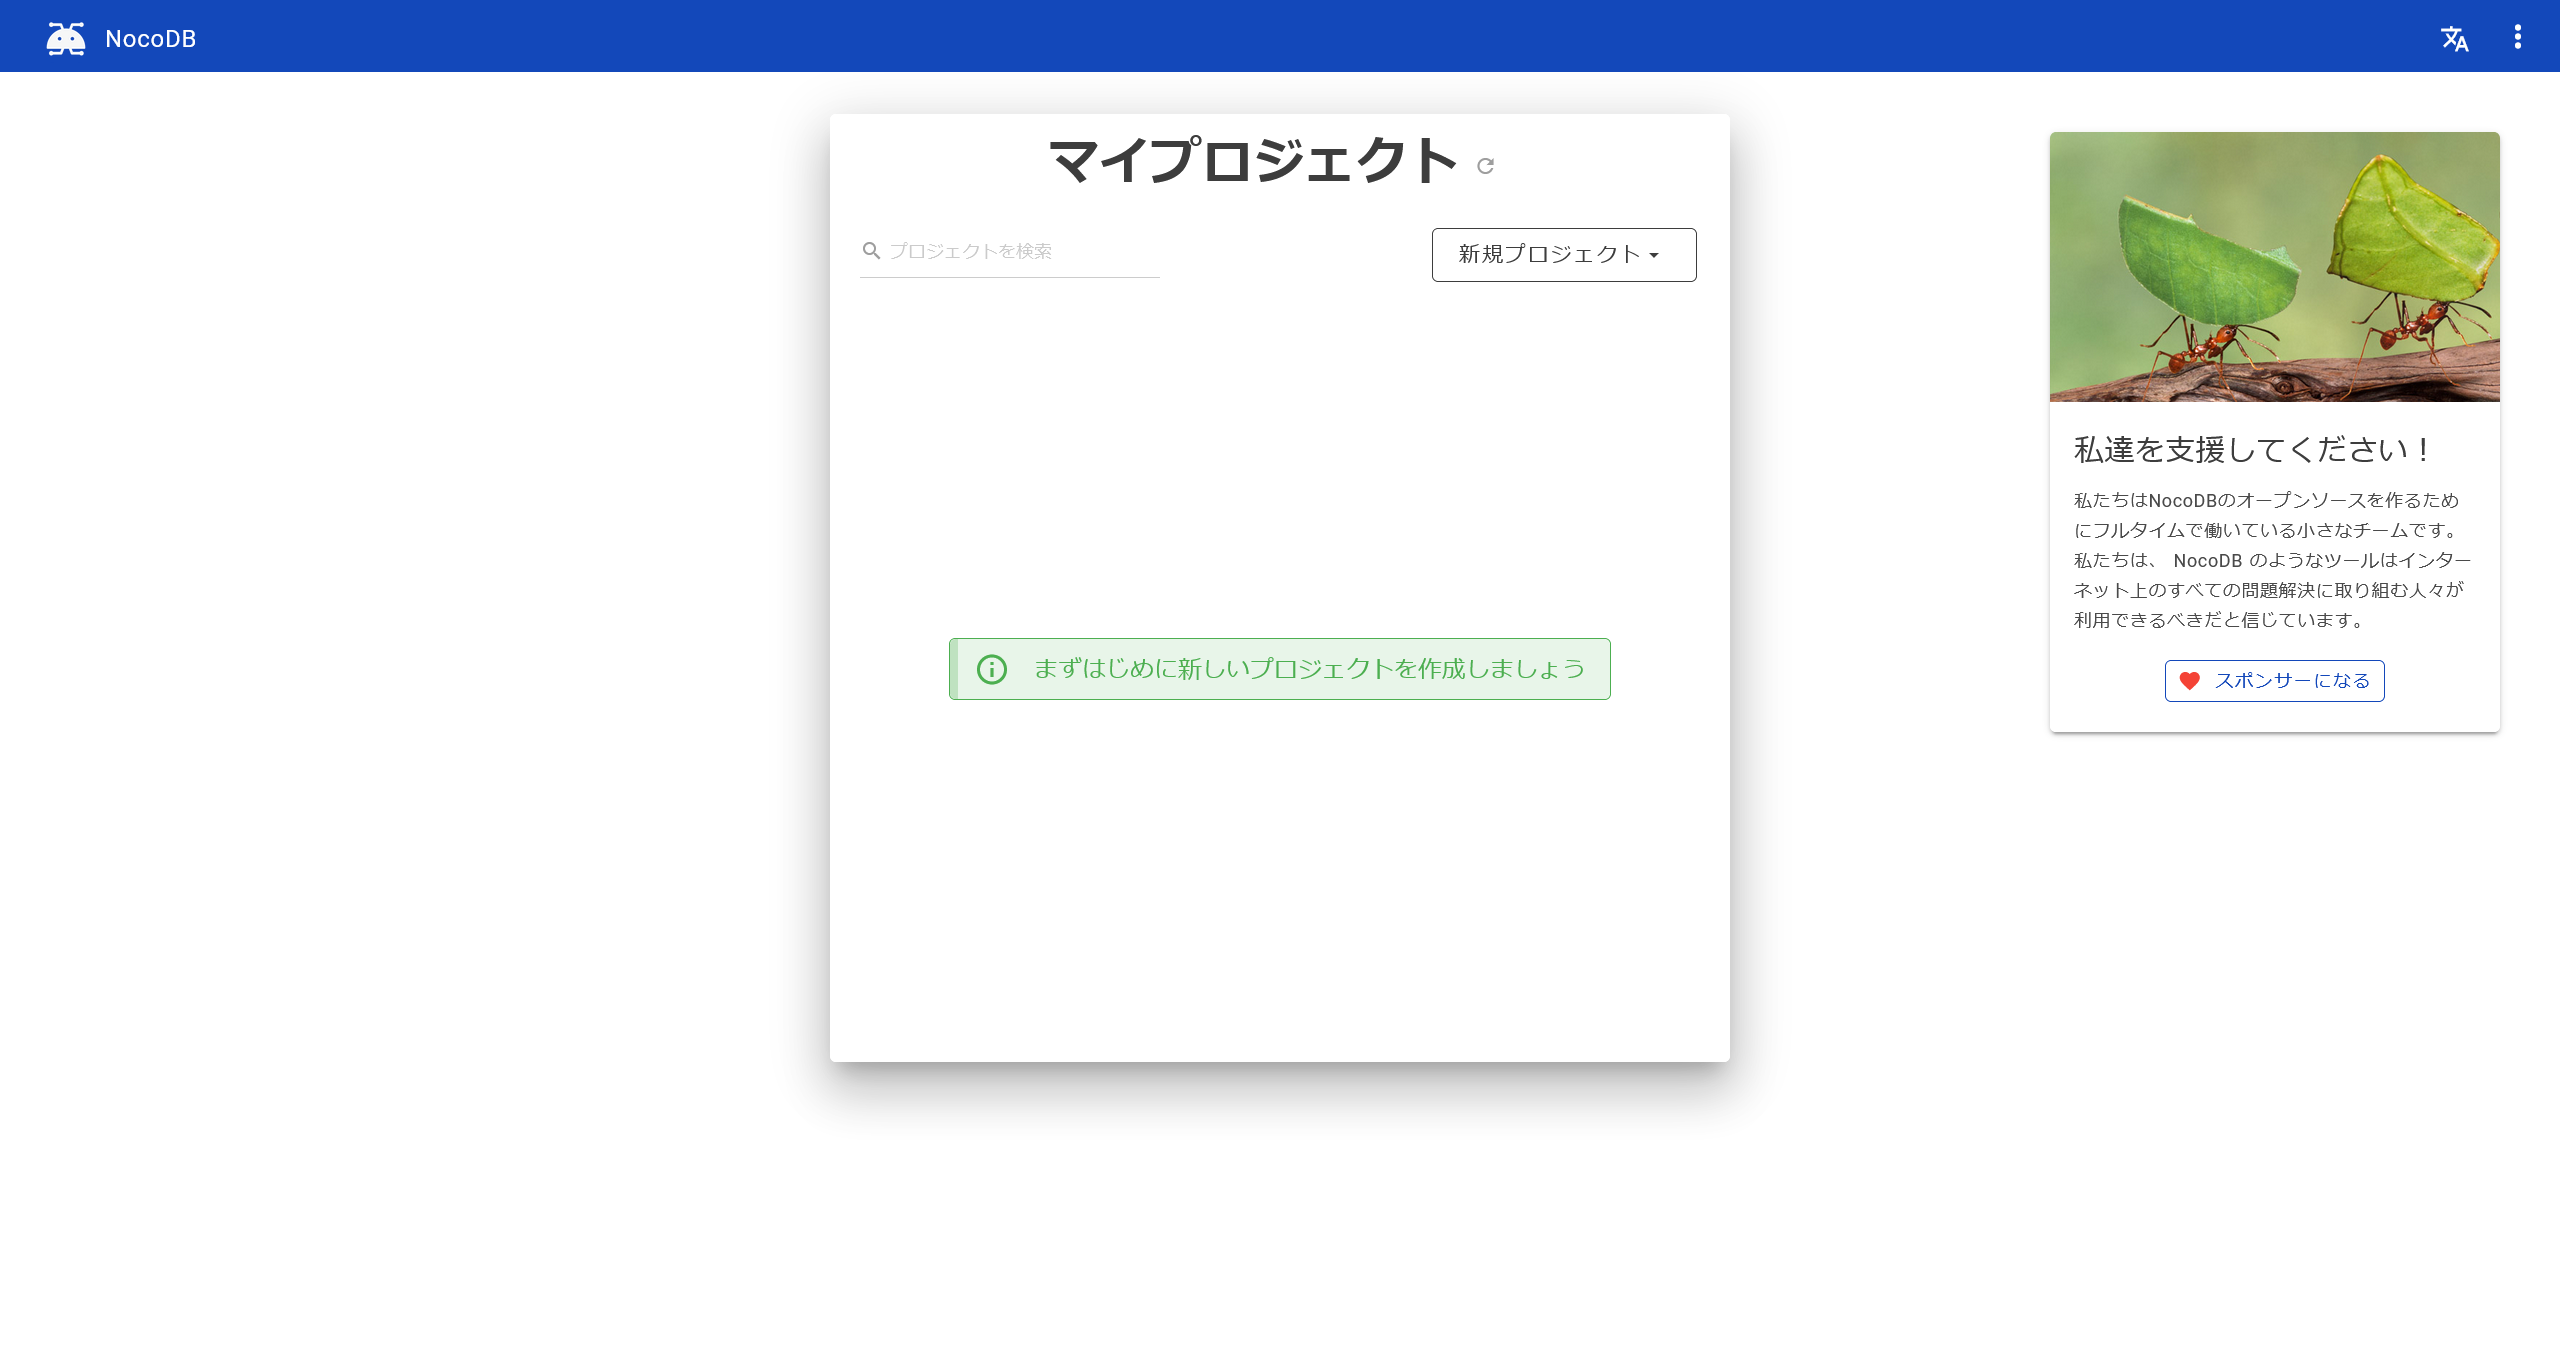 NocoDB
マイプロジェクト
プロジェクトを検索
新規プロジェクト
まずはじめに新しいプロジェクトを作成しましょう
私達を支援してください！
私たちはNocoDBのオープンソースを作るため
にフルタイムで働いている小さなチームです。
私たちは、 NocoDB のようなツールはインター
ネット上のすべての問題解決に取り組む人々が
利用できるべきだと信じています。
スポンサーになる